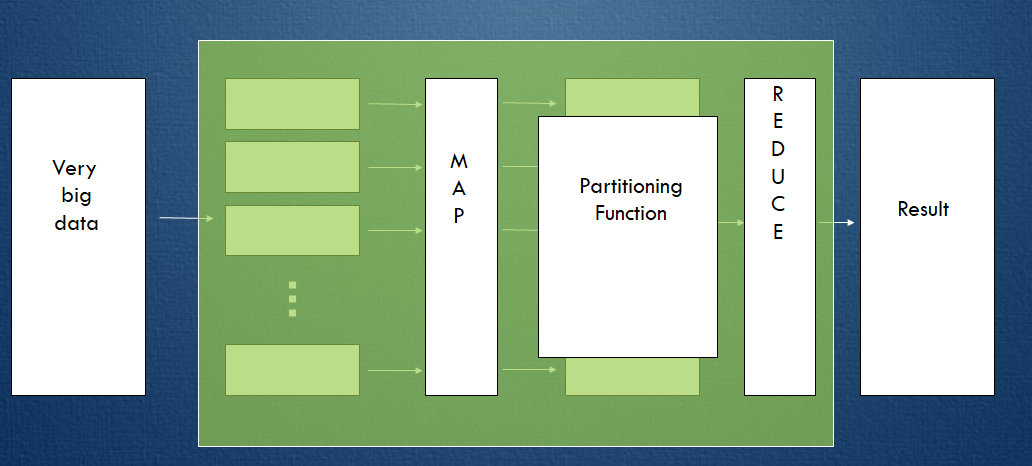 Very
big
data
M
A
P
Partitioning
Function
R
E
D
U
C
E
Result